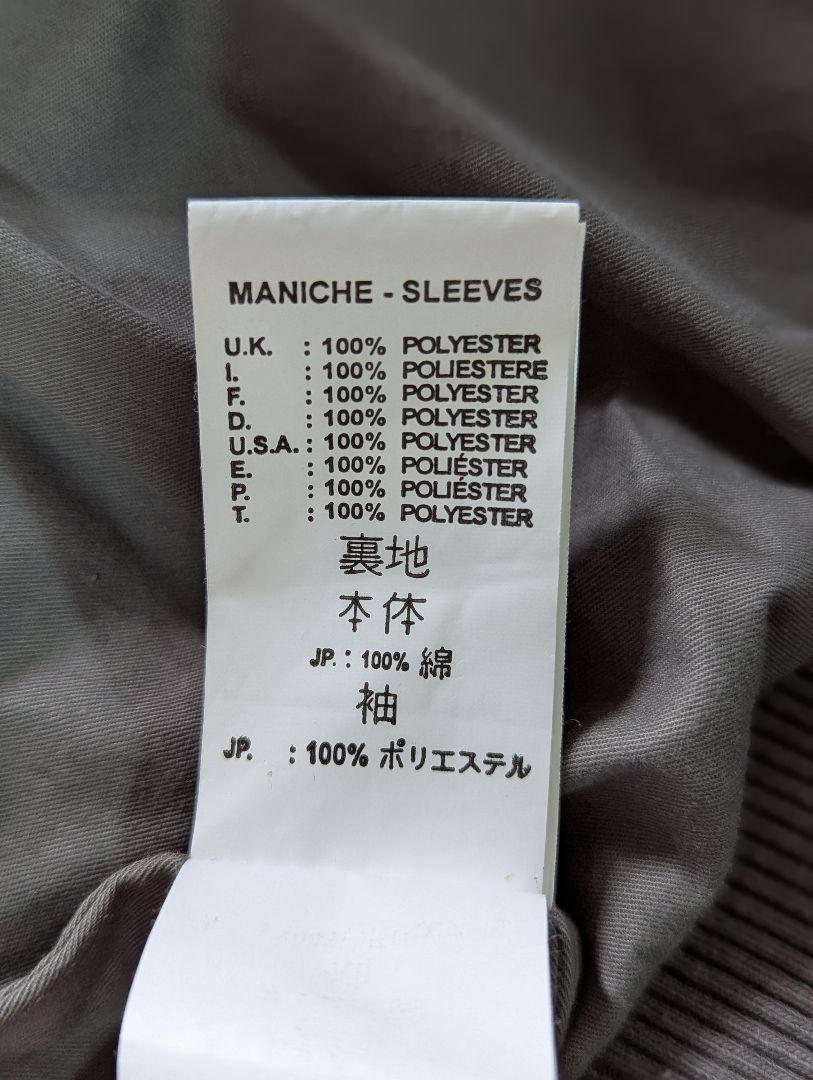 MANICHE - SLEEVES
U.K. : 100% POLYESTER
I. : 100% POLIESTERE
F. : 100% POLYESTER
D. : 100% POLYESTER
U.S.A. : 100% POLYESTER
E. : 100% POLIÉSTER
P. : 100% POLIÉSTER
T. : 100% POLYESTER
裏地
本体
JP. : 100% 綿
袖
JP. : 100% ポリエステル